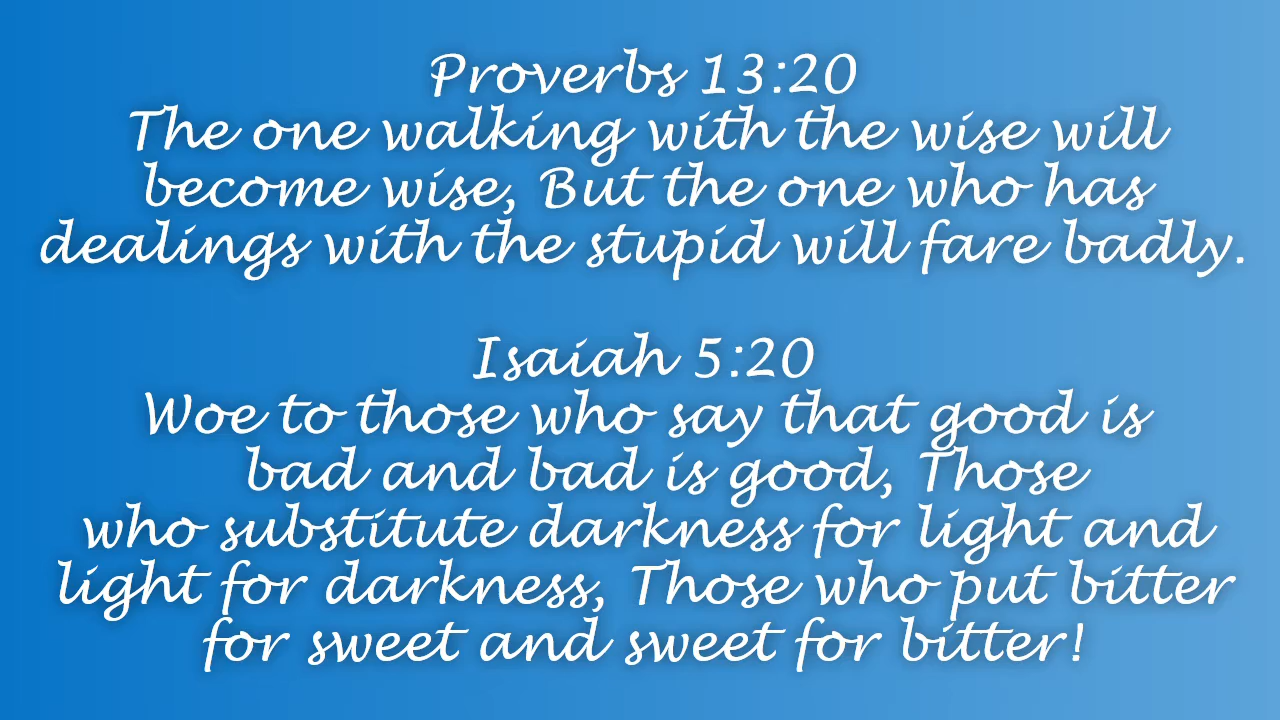 Proverbs 13:20
The one walking with the wise will
become wise, But the one who has
dealings with the stupid will fare badly.
Isaiah 5:20
Woe to those who say that good is
bad and bad is good, Those
who substitute darkness for light and
light for darkness, Those who put bitter
for sweet and sweet for bitter!